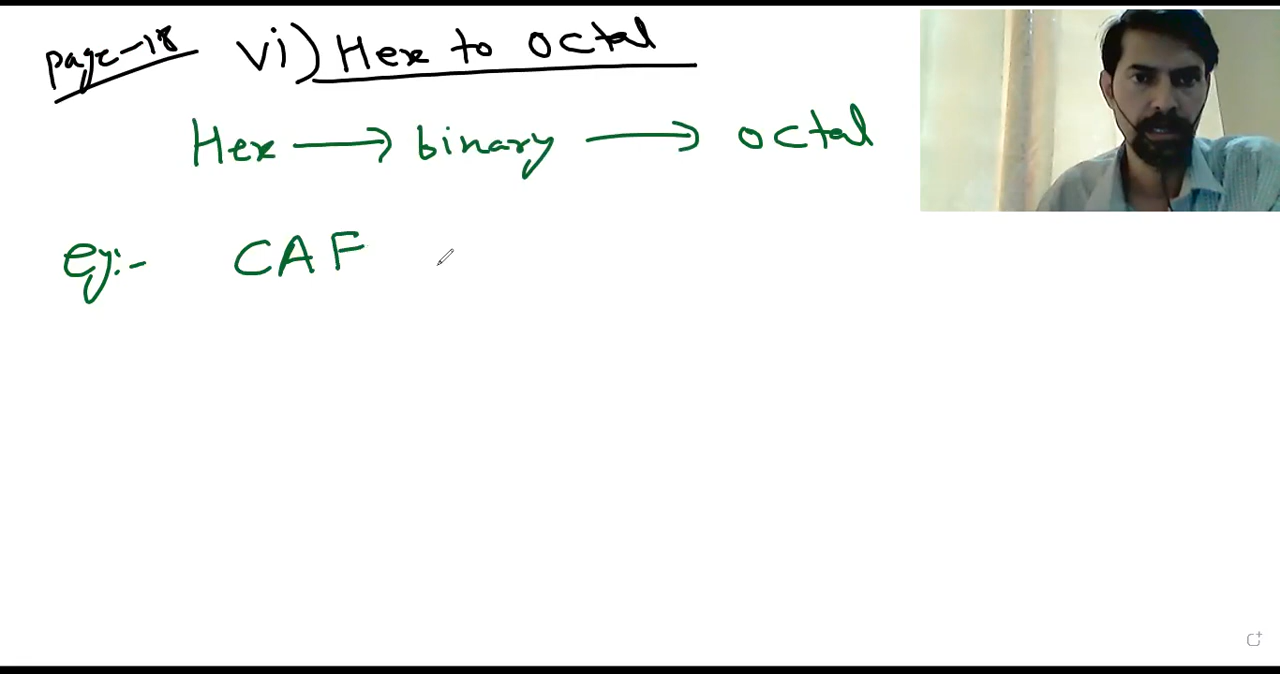 page-18 vi) Hex to octal
Hex → binary → octal
eg:- CAF